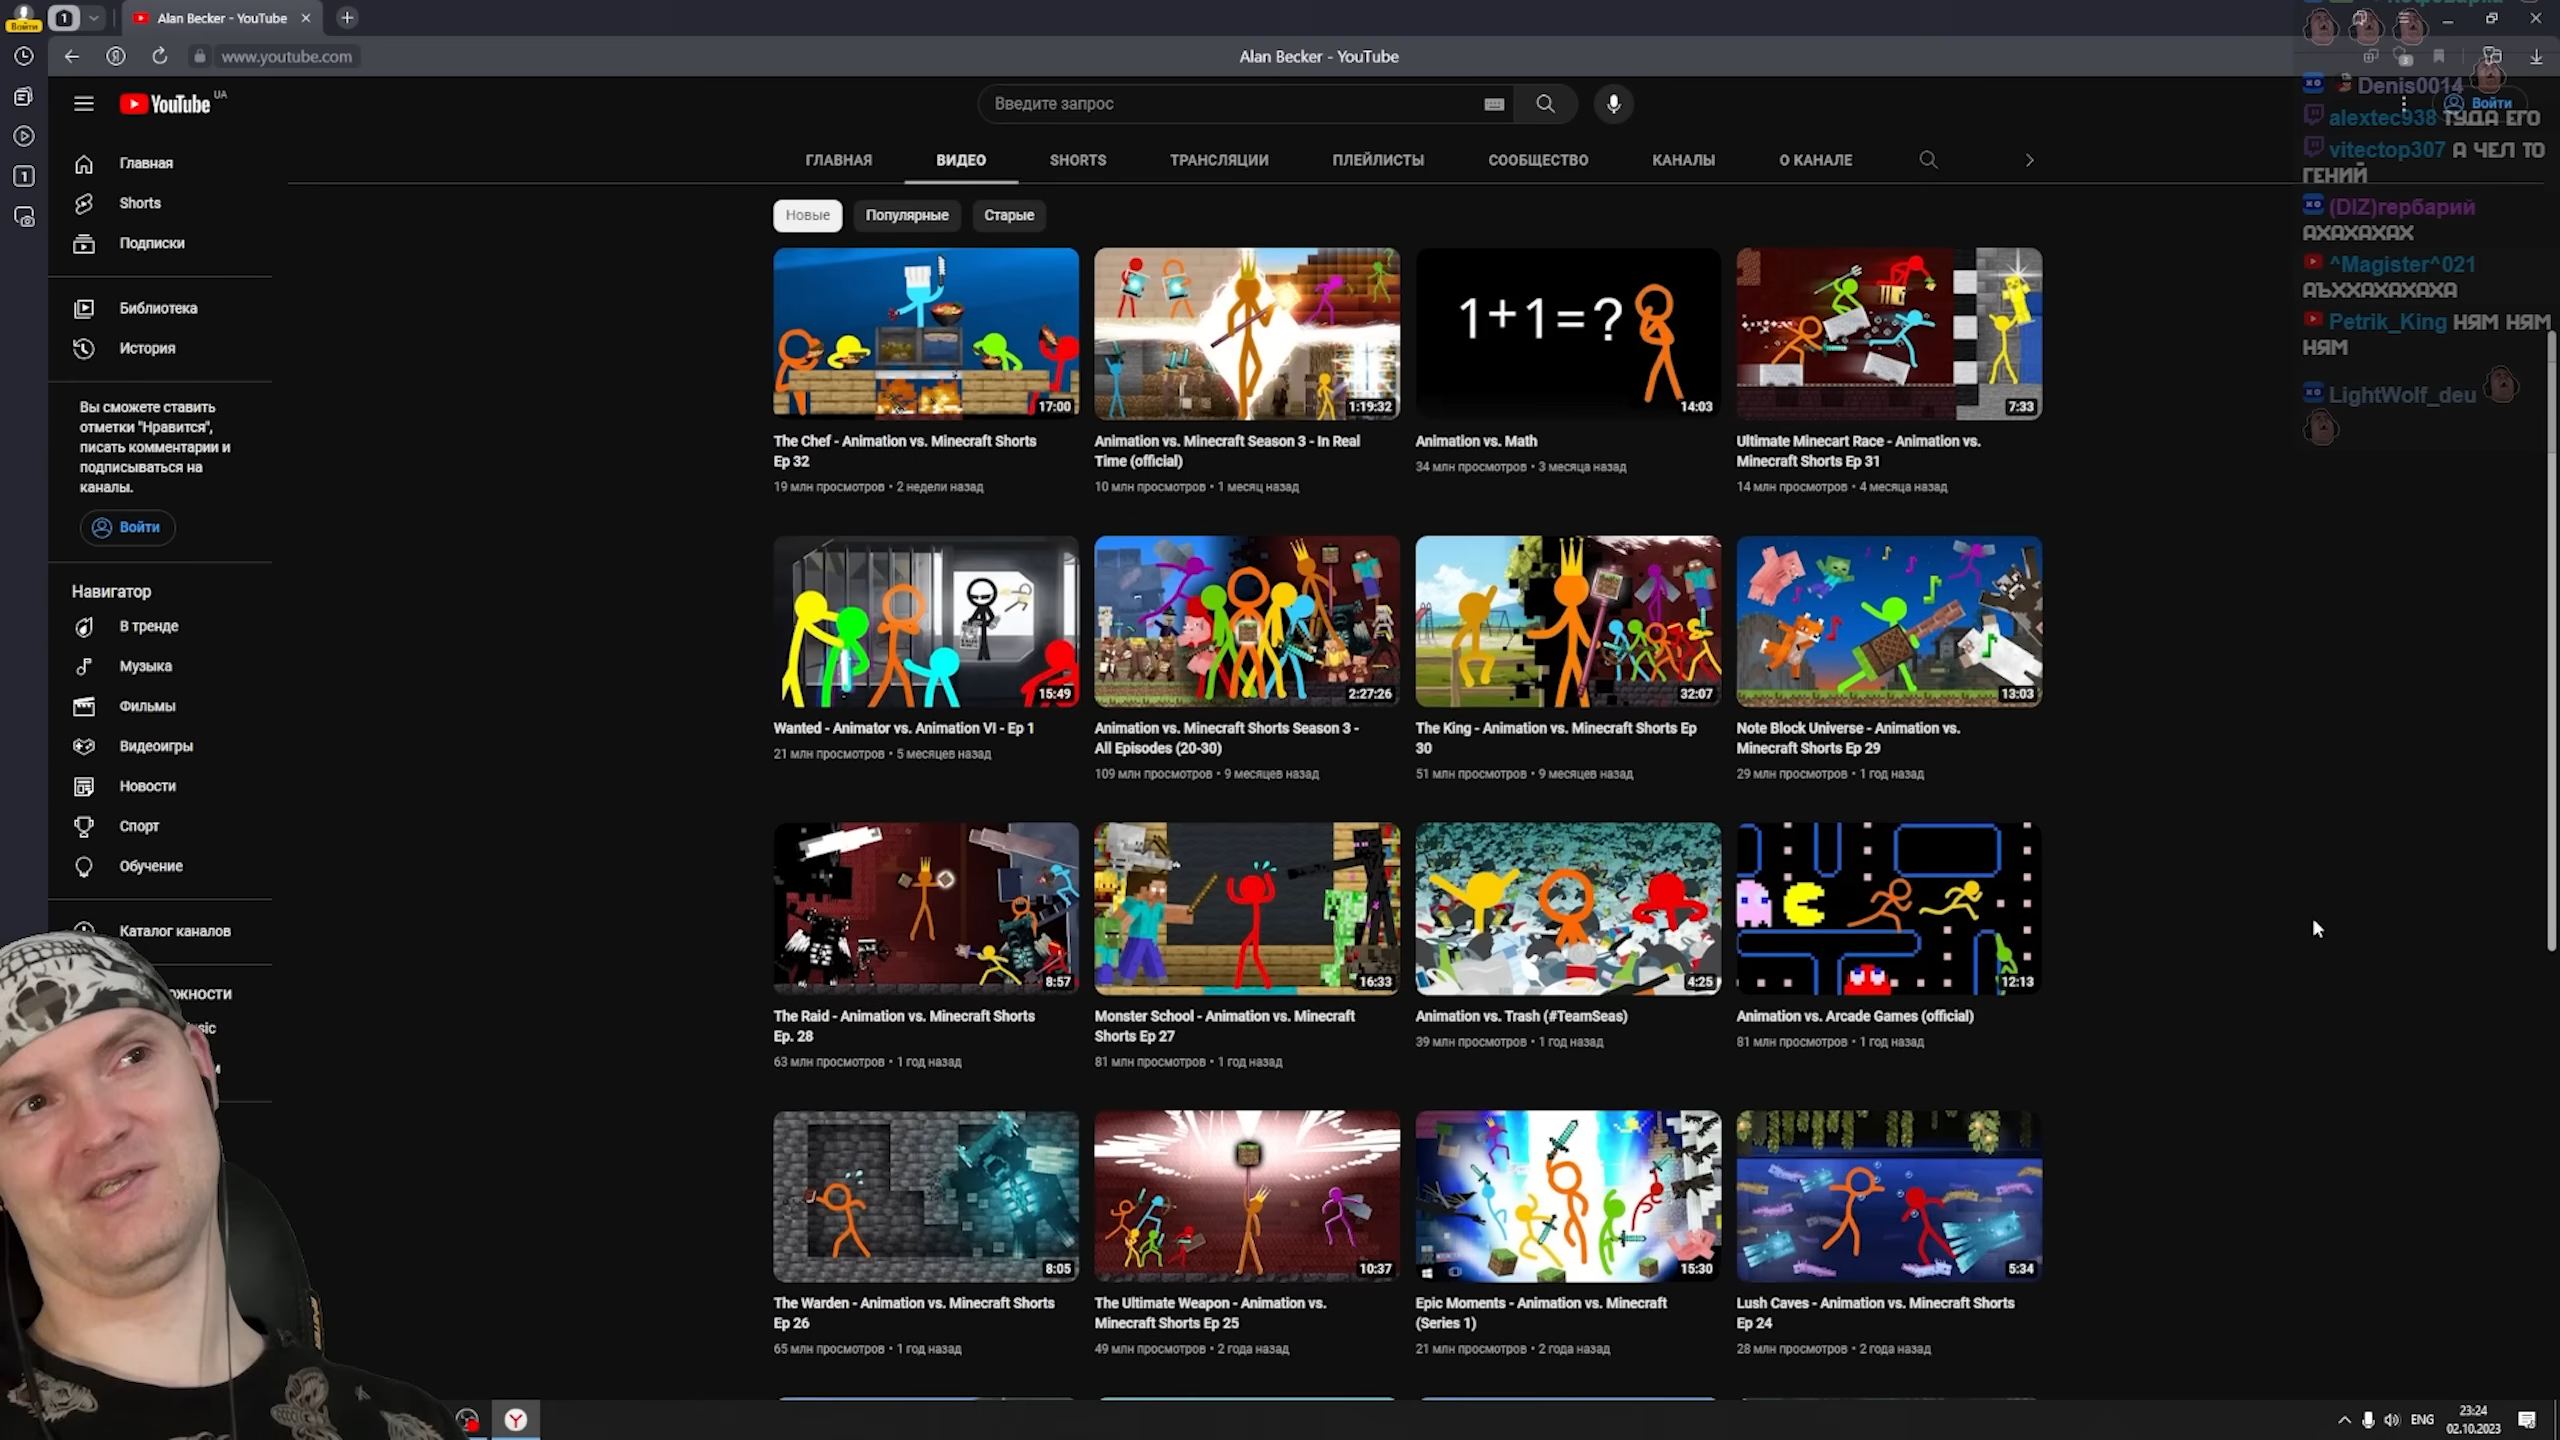 Войти
1
Alan Becker - YouTube
www.youtube.com
Alan Becker - YouTube
YouTube UA
Введите запрос
Войти
Главная
Shorts
Подписки
Библиотека
История
Вы сможете ставить
отметки "Нравится",
писать комментарии и
подписываться на
каналы.
Войти
Навигатор
В тренде
Музыка
Фильмы
Видеоигры
Новости
Спорт
Обучение
Каталог каналов
ожности
sic
ГЛАВНАЯ
ВИДЕО
SHORTS
ТРАНСЛЯЦИИ
ПЛЕЙЛИСТЫ
СООБЩЕСТВО
КАНАЛЫ
О КАНАЛЕ
Новые
Популярные
Старые
17:00
The Chef - Animation vs. Minecraft Shorts
Ep 32
19 млн просмотров • 2 недели назад
1:19:32
Animation vs. Minecraft Season 3 - In Real
Time (official)
10 млн просмотров • 1 месяц назад
1+1=?
14:03
Animation vs. Math
34 млн просмотров • 3 месяца назад
7:33
Ultimate Minecart Race - Animation vs.
Minecraft Shorts Ep 31
14 млн просмотров • 4 месяца назад
15:49
Wanted - Animator vs. Animation VI - Ep 1
21 млн просмотров • 5 месяцев назад
2:27:26
Animation vs. Minecraft Shorts Season 3 -
All Episodes (20-30)
109 млн просмотров • 9 месяцев назад
32:07
The King - Animation vs. Minecraft Shorts Ep
30
51 млн просмотров • 9 месяцев назад
13:03
Note Block Universe - Animation vs.
Minecraft Shorts Ep 29
29 млн просмотров • 1 год назад
8:57
The Raid - Animation vs. Minecraft Shorts
Ep. 28
63 млн просмотров • 1 год назад
16:33
Monster School - Animation vs. Minecraft
Shorts Ep 27
81 млн просмотров • 1 год назад
4:25
Animation vs. Trash (#TeamSeas)
39 млн просмотров • 1 год назад
12:13
Animation vs. Arcade Games (official)
81 млн просмотров • 1 год назад
8:05
The Warden - Animation vs. Minecraft Shorts
Ep 26
65 млн просмотров • 1 год назад
10:37
The Ultimate Weapon - Animation vs.
Minecraft Shorts Ep 25
49 млн просмотров • 2 года назад
15:30
Epic Moments - Animation vs. Minecraft
(Series 1)
21 млн просмотров • 2 года назад
5:34
Lush Caves - Animation vs. Minecraft Shorts
Ep 24
28 млн просмотров • 2 года назад
Denis0014
alextec938 ТУДА ЕГО
vitectop307 А ЧЕЛ ТО
ГЕНИЙ
(DIZ)гербарий
АХАХАХАХ
^Magister^021
АЪХХАХАХАХА
Petrik_King НЯМ НЯМ
НЯМ
LightWolf_deu
ENG
23:24
02.10.2023